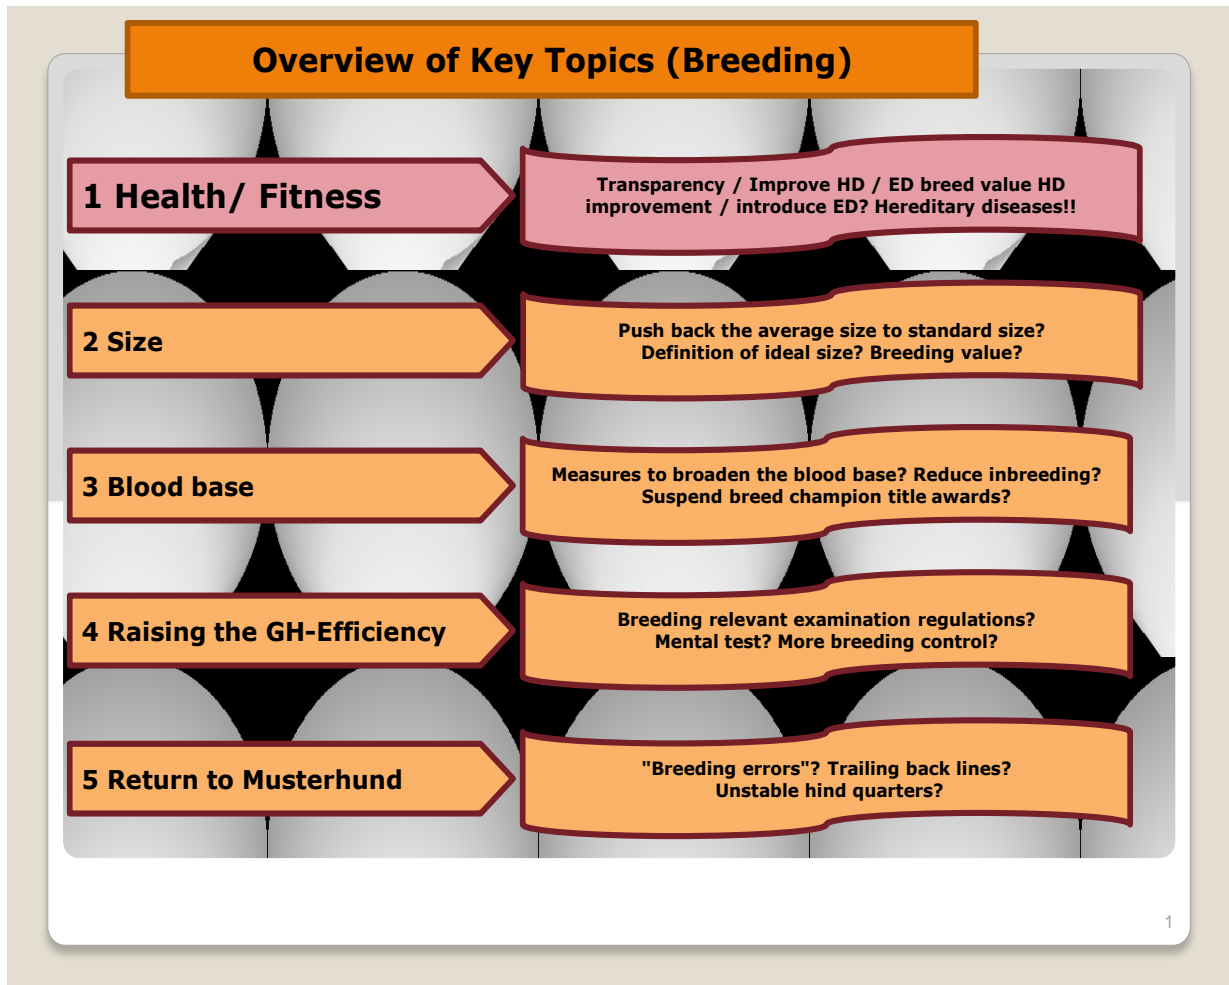 Overview of Key Topics (Breeding)
1 Health/ Fitness
Transparency / Improve HD / ED breed value HD
improvement / introduce ED? Hereditary diseases!!
2 Size
Push back the average size to standard size?
Definition of ideal size? Breeding value?
3 Blood base
Measures to broaden the blood base? Reduce inbreeding?
Suspend breed champion title awards?
4 Raising the GH-Efficiency
Breeding relevant examination regulations?
Mental test? More breeding control?
5 Return to Musterhund
"Breeding errors"? Trailing back lines?
Unstable hind quarters?
1